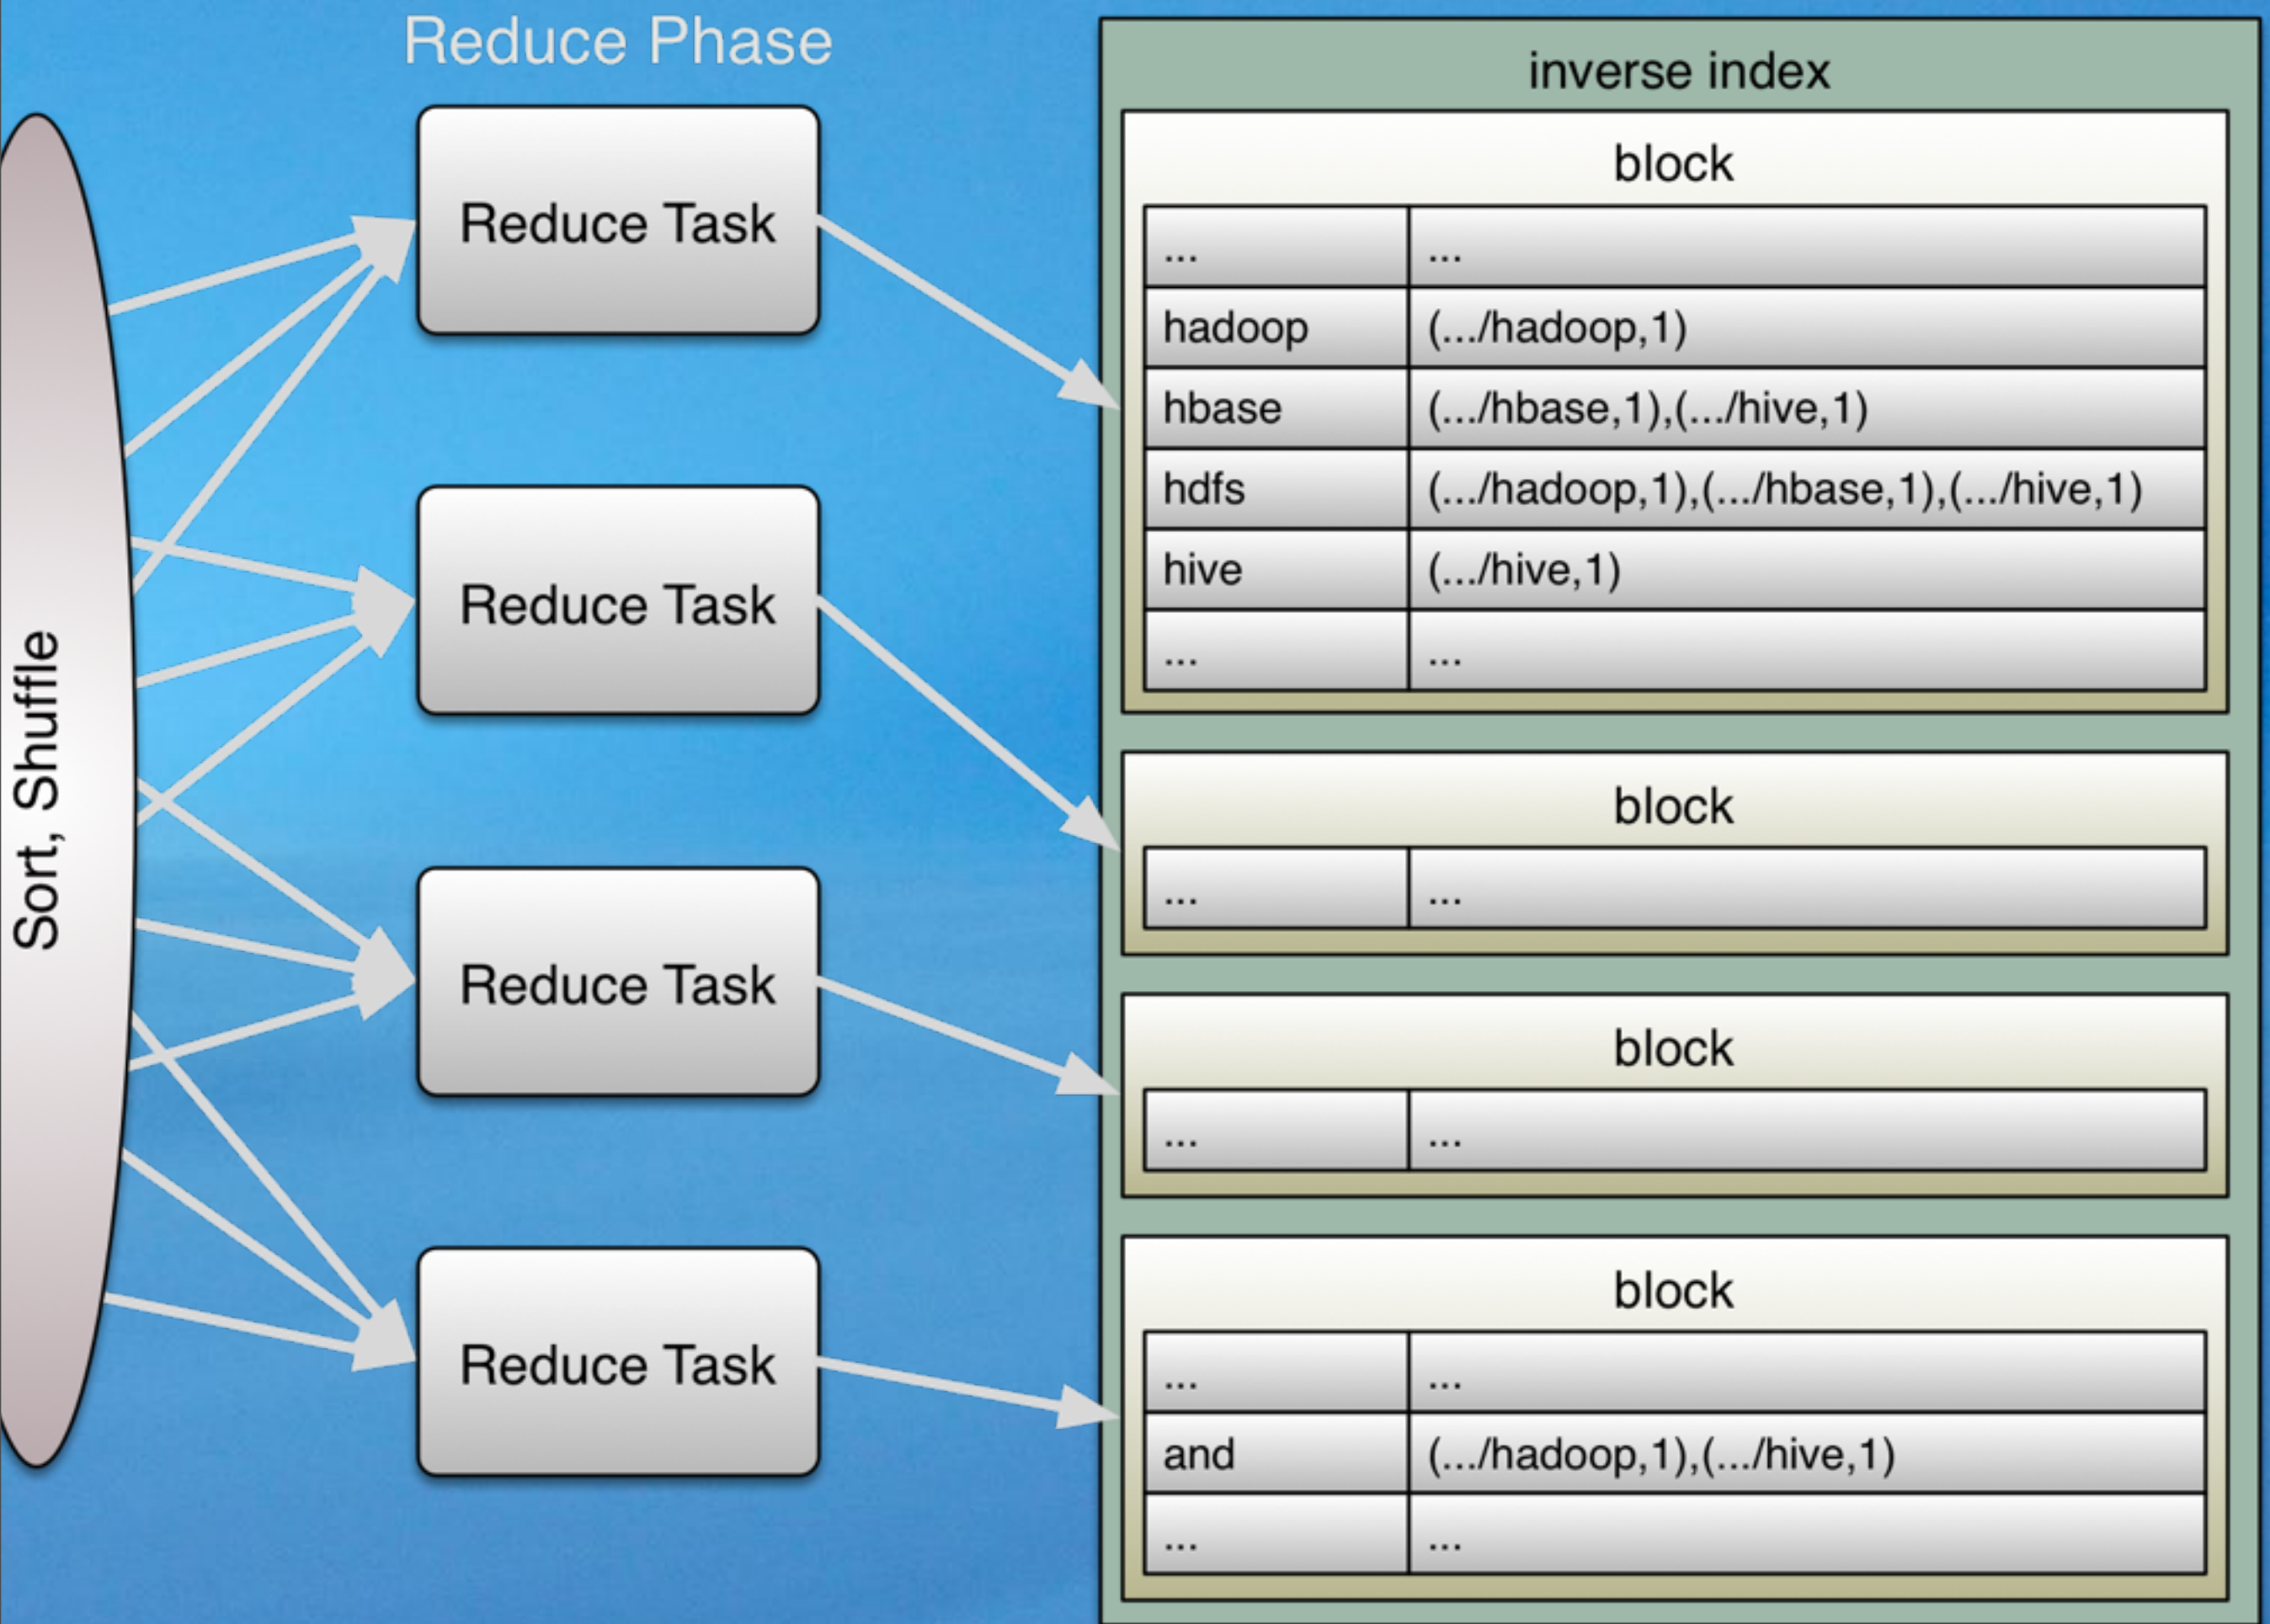 Reduce Phase
Sort, Shuffle
Reduce Task
Reduce Task
Reduce Task
Reduce Task
inverse index
block
... ...
hadoop (.../hadoop,1)
hbase (.../hbase,1),(.../hive,1)
hdfs (.../hadoop,1),(.../hbase,1),(.../hive,1)
hive (.../hive,1)
... ...
block
... ...
block
... ...
block
... ...
and (.../hadoop,1),(.../hive,1)
... ...